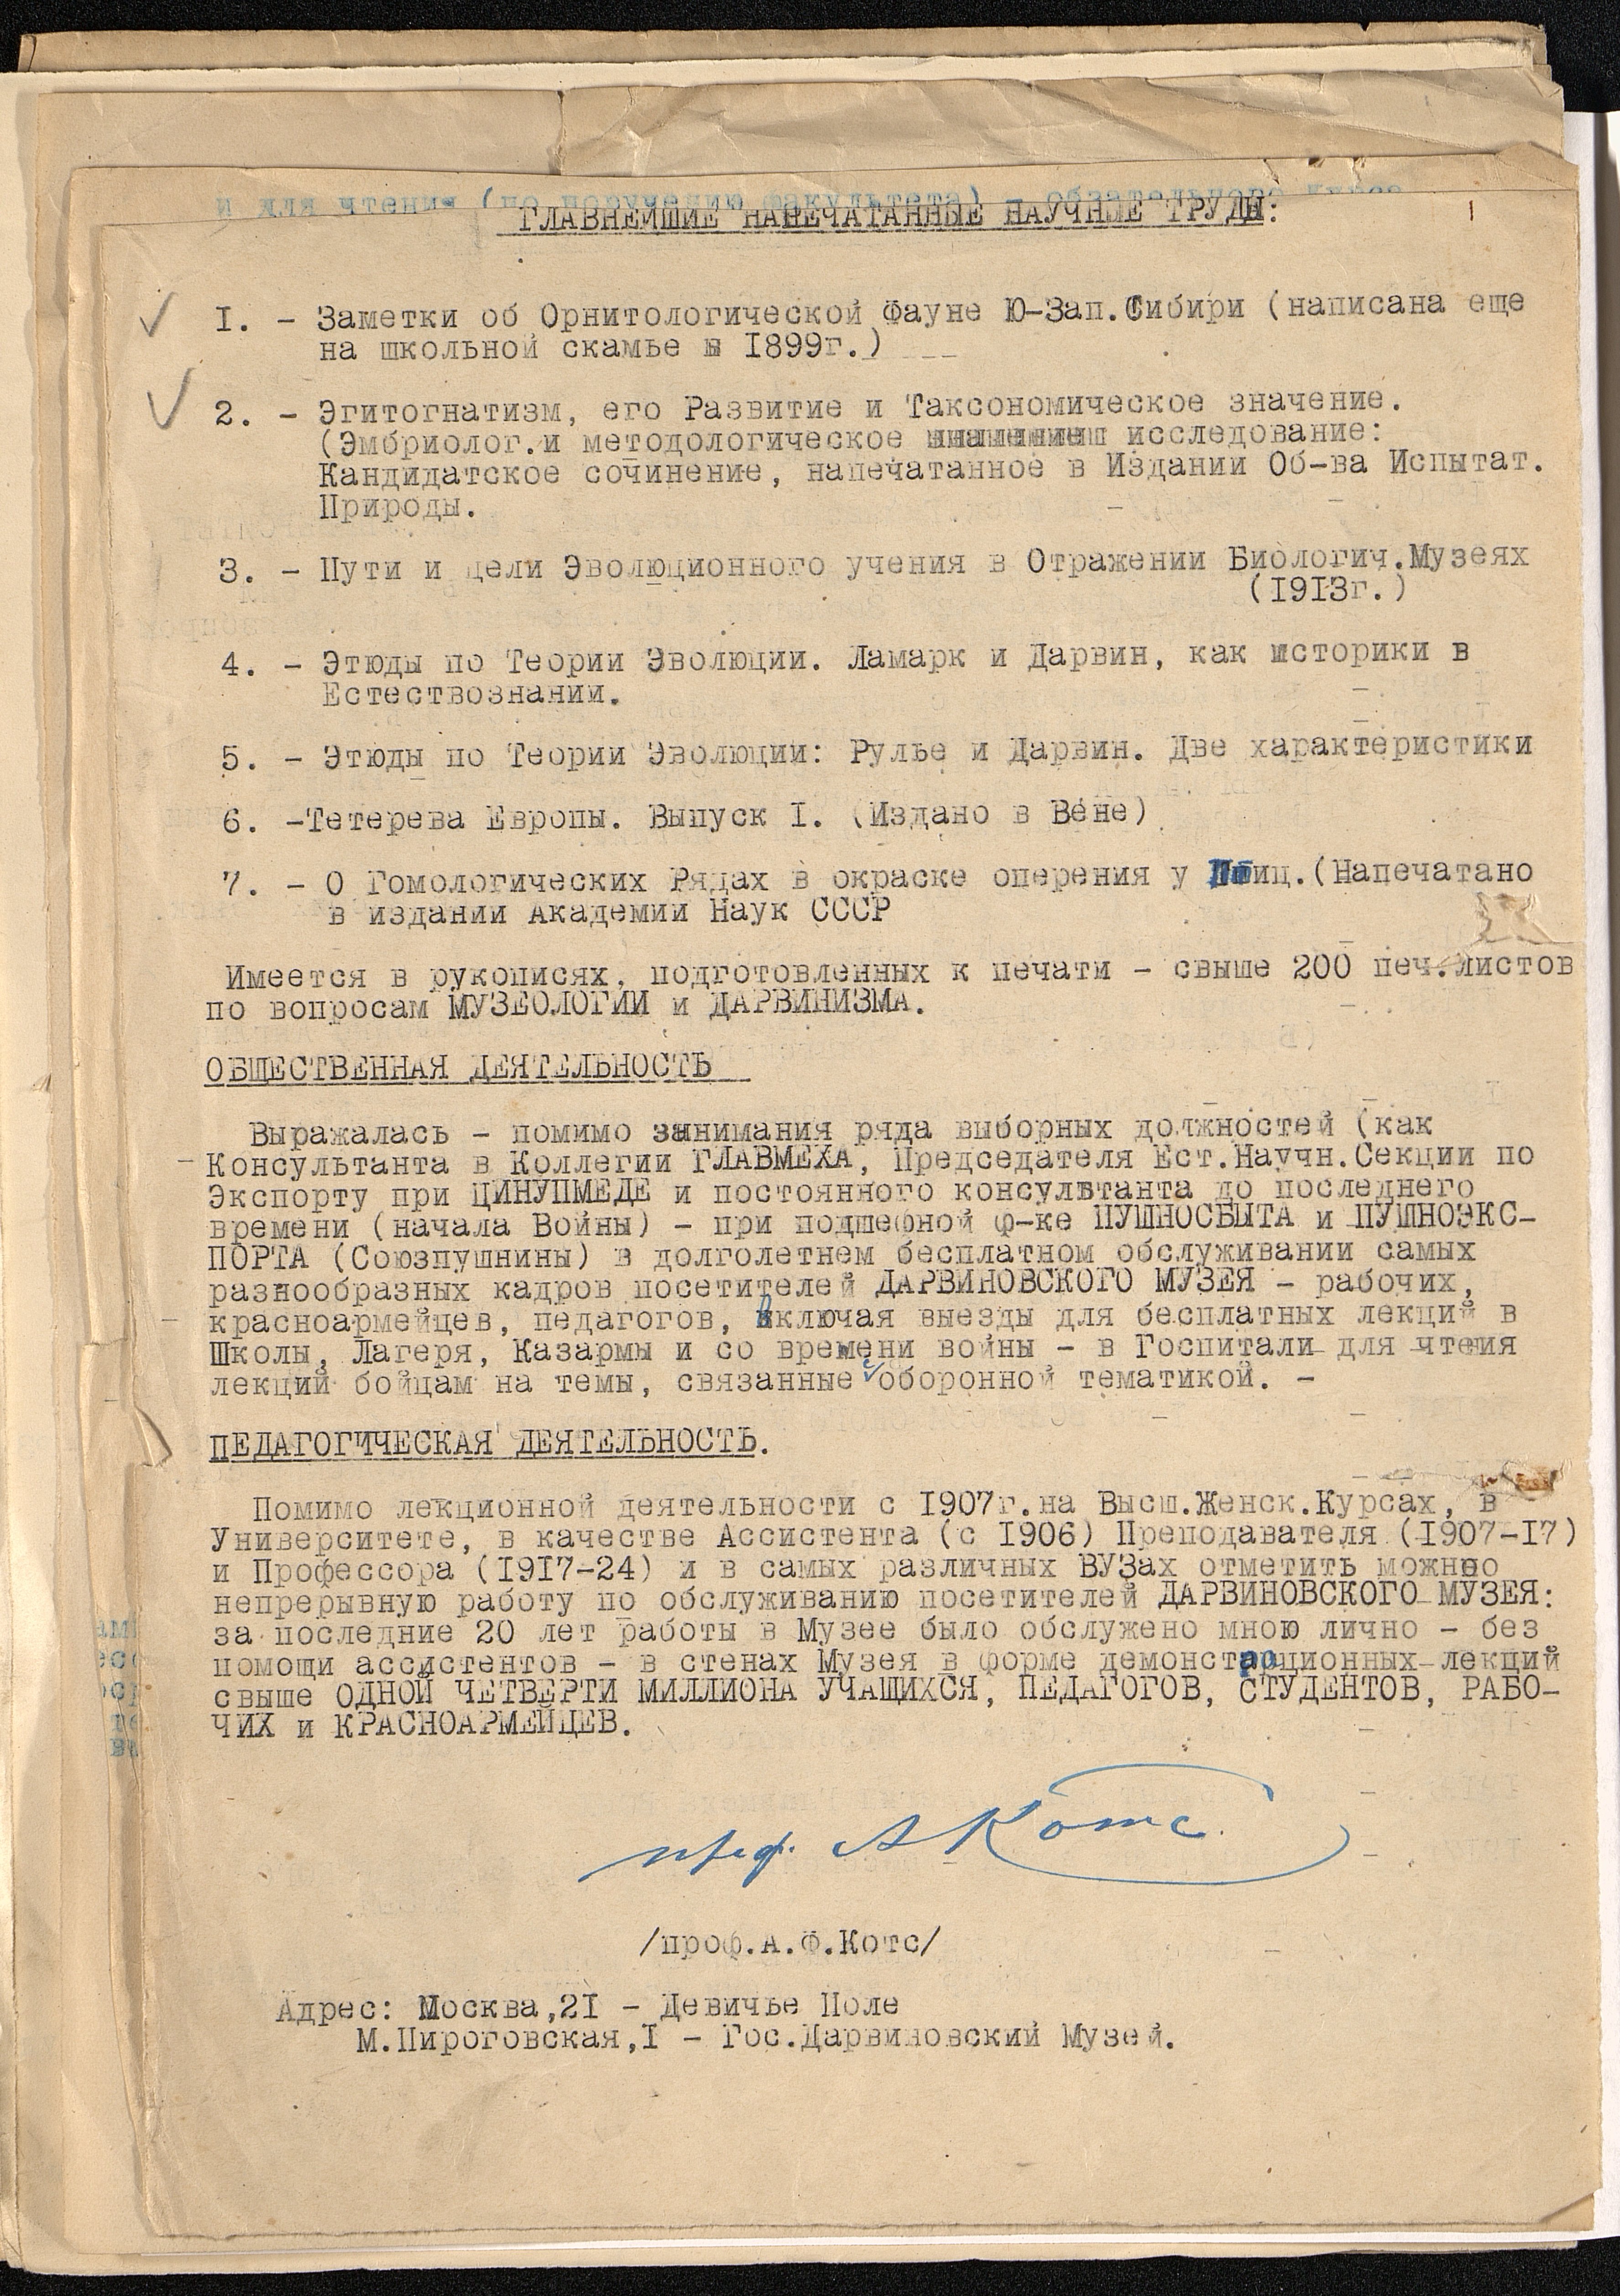 и для чтения (по поручению факультета) - обзательного курса
ГЛАВНЕЙШИЕ НАПЕЧАТАННЫЕ НАУЧНЫЕ ТРУДЫ:
1
I. - Заметки об Орнитологической Фауне Ю-Зап.Сибири (написана еще
на школьной скамье в 1899г.)
2. - Эгитогнатизм, его Развитие и Таксономическое значение.
(Эмбриолог.и методологическое исследование:
Кандидатское сочинение, напечатанное в Издании Об-ва Испытат.
Природы.
3. - Пути и цели Эволюционного учения в Отражении Биологич.Музеях
(1913г.)
4. - Этюды по Теории Эволюции. Ламарк и Дарвин, как историки в
Естествознании.
5. - Этюды по Теории Эволюции: Рулье и Дарвин. Две характеристики
6. -Тетерева Европы. Выпуск I. (Издано в Вене)
7. - О Гомологических Рядах в окраске оперения у Птиц.(Напечатано
в издании Академии Наук СССР
Имеется в рукописях, подготовленных к печати - свыше 200 печ.листов
по вопросам МУЗЕОЛОГИИ и ДАРВИНИЗМА.
ОБЩЕСТВЕННАЯ ДЕЯТЕЛЬНОСТЬ
Выражалась - помимо занимания ряда выборных должностей (как
Консультанта в Коллегии ГЛАВМЕХА, Председателя Ест.Научн.Секции по
Экспорту при ЦИНУПМЕДЕ и постоянного консультанта до последнего
времени (начала Войны) - при подшефной ф-ке ПУШНОСБЫТА и ПУШНОЭКС-
ПОРТА (Союзпушнины) в долголетнем бесплатном обслуживании самых
разнообразных кадров посетителей ДАРВИНОВСКОГО МУЗЕЯ - рабочих,
красноармейцев, педагогов, включая выезды для бесплатных лекций в
Школы, Лагеря, Казармы и со времени войны - в Госпитали для чтеия
лекций бойцам на темы, связанные с оборонной тематикой. -
ПЕДАГОГИЧЕСКАЯ ДЕЯТЕЛЬНОСТЬ.
Помимо лекционной деятельности с 1907г.на Высш.Женск.Курсах, в
Университете, в качестве Ассистента (с 1906) Преподавателя (1907-17)
и Профессора (1917-24) и в самых различных ВУЗах отметить можно
непрерывную работу по обслуживанию посетителей ДАРВИНОВСКОГО МУЗЕЯ:
за последние 20 лет работы в Музее было обслужено мною лично - без
помощи ассистентов - в стенах Музея в форме демонстрационных лекций
свыше ОДНОЙ ЧЕТВЕРТИ МИЛЛИОНА УЧАЩИХСЯ, ПЕДАГОГОВ, СТУДЕНТОВ, РАБО-
ЧИХ и КРАСНОАРМЕЙЦЕВ.
проф. А Котс
/проф.А.Ф.Котс/
Адрес: Москва,21 - Девичье Поле
М.Пироговская,I - Гос.Дарвиновский Музей.